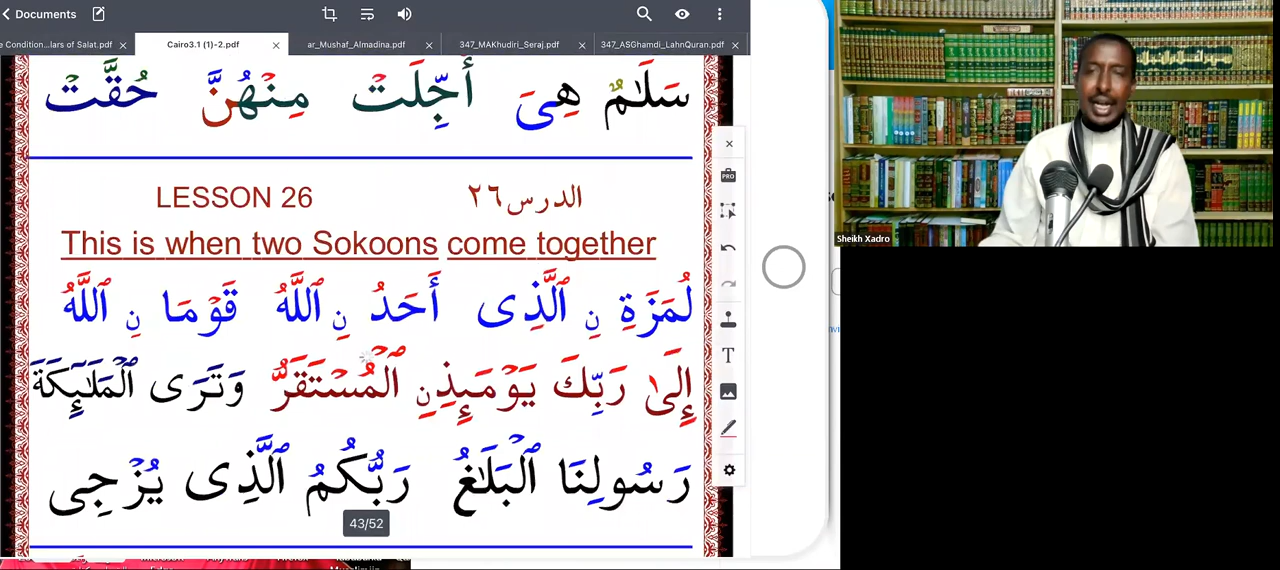 Documents
e Condition...lars of Salat.pdf
Cairo3.1 (1)-2.pdf
ar_Mushaf_Almadina.pdf
347_MAKhudiri_Seraj.pdf
347_ASGhamdi_LahnQuran.pdf
سَلَـٰمٌ هِىَ أُجِّلَتْ مِنْهُنَّ حُقَّتْ
LESSON 26 الدرس٢٦
This is when two Sokoons come together
لُمَزَةِ نِ ٱلَّذِى أَحَدُ نِ ٱللَّهُ قَوْمَا نِ ٱللَّهُ
إِلَىٰ رَبِّكَ يَوْمَئِذِنِ ٱلْمُسْتَقَرُّ وَتَرَى ٱلْمَلَـٰٓئِكَةَ
رَسُولِنَا ٱلْبَلَـٰغُ رَبُّكُمُ ٱلَّذِى يُزْجِى
43/52
PRO
T
Sheikh Xadro